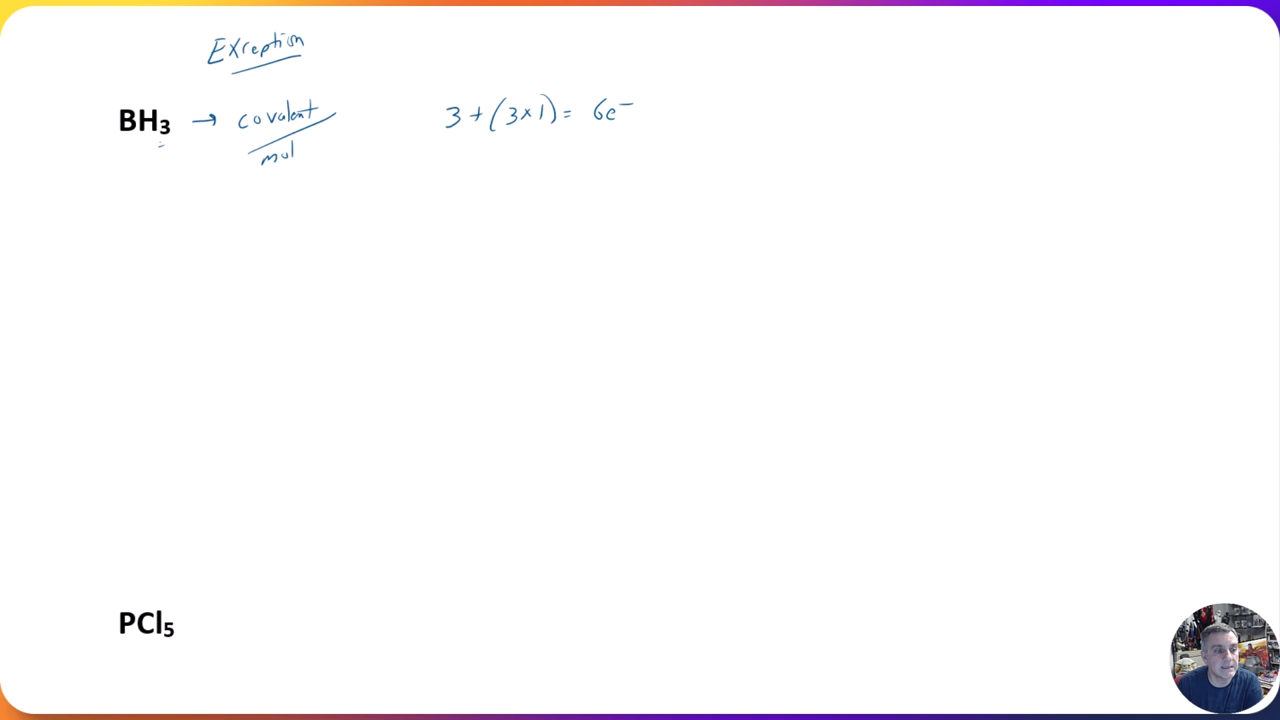 Exception
BH₃ → covalent 3 + (3×1) = 6e⁻
mol
PCl₅